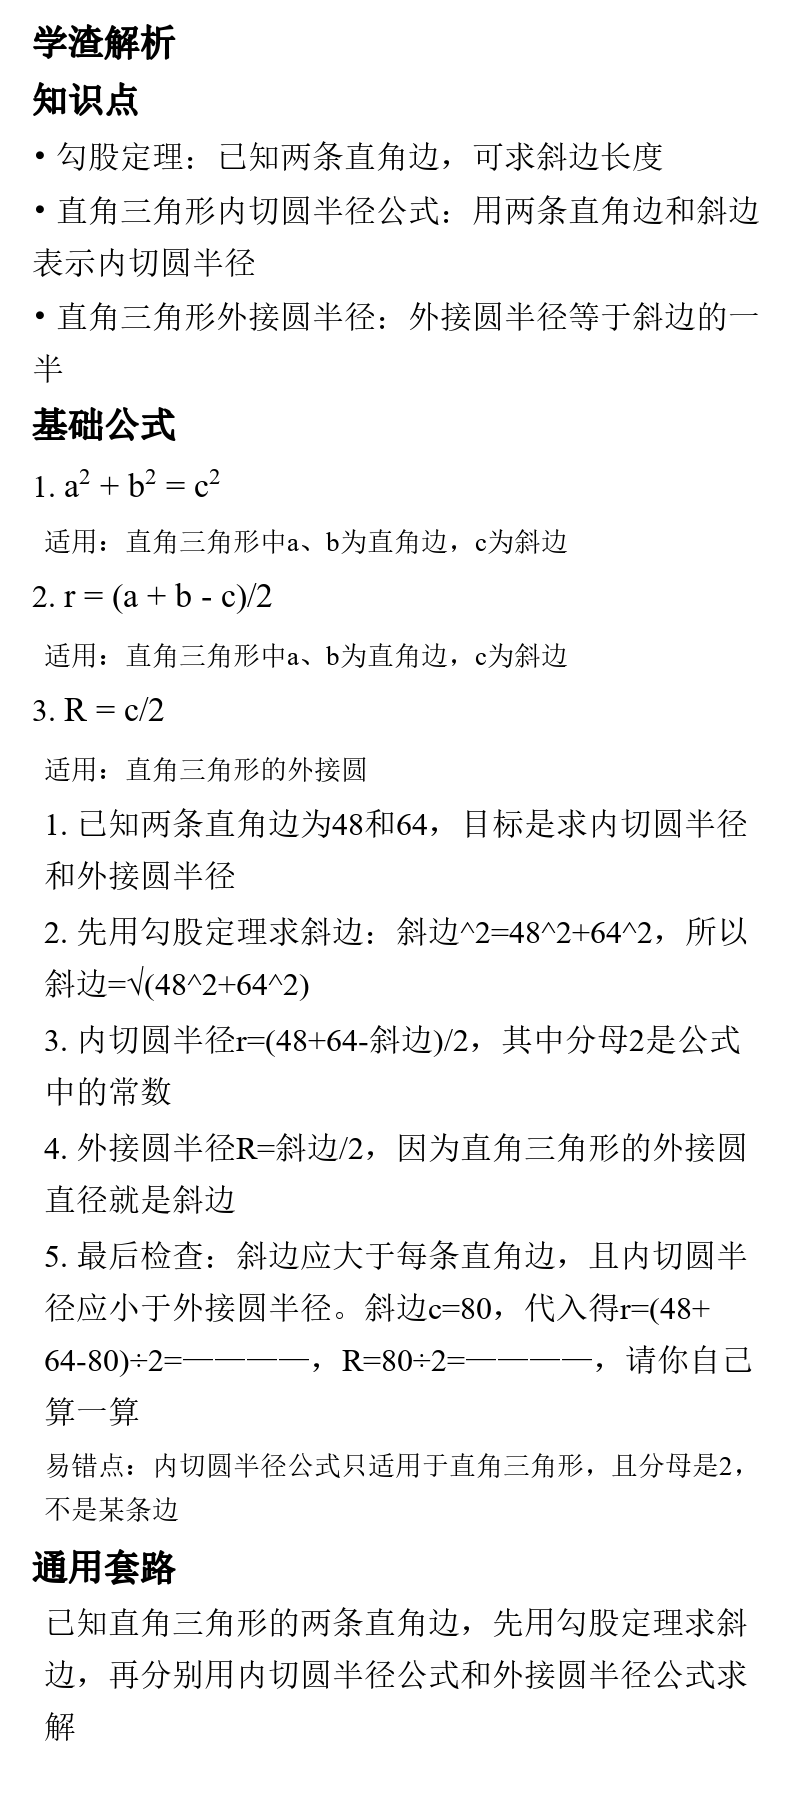 学渣解析
知识点
• 勾股定理：已知两条直角边，可求斜边长度
• 直角三角形内切圆半径公式：用两条直角边和斜边
表示内切圆半径
• 直角三角形外接圆半径：外接圆半径等于斜边的一
半
基础公式
1. a² + b² = c²
适用：直角三角形中a、b为直角边，c为斜边
2. r = (a + b - c)/2
适用：直角三角形中a、b为直角边，c为斜边
3. R = c/2
适用：直角三角形的外接圆
1. 已知两条直角边为48和64，目标是求内切圆半径
和外接圆半径
2. 先用勾股定理求斜边：斜边^2=48^2+64^2，所以
斜边=√(48^2+64^2)
3. 内切圆半径r=(48+64-斜边)/2，其中分母2是公式
中的常数
4. 外接圆半径R=斜边/2，因为直角三角形的外接圆
直径就是斜边
5. 最后检查：斜边应大于每条直角边，且内切圆半
径应小于外接圆半径。斜边c=80，代入得r=(48+
64-80)÷2=————，R=80÷2=————，请你自己
算一算
易错点：内切圆半径公式只适用于直角三角形，且分母是2，
不是某条边
通用套路
已知直角三角形的两条直角边，先用勾股定理求斜
边，再分别用内切圆半径公式和外接圆半径公式求
解